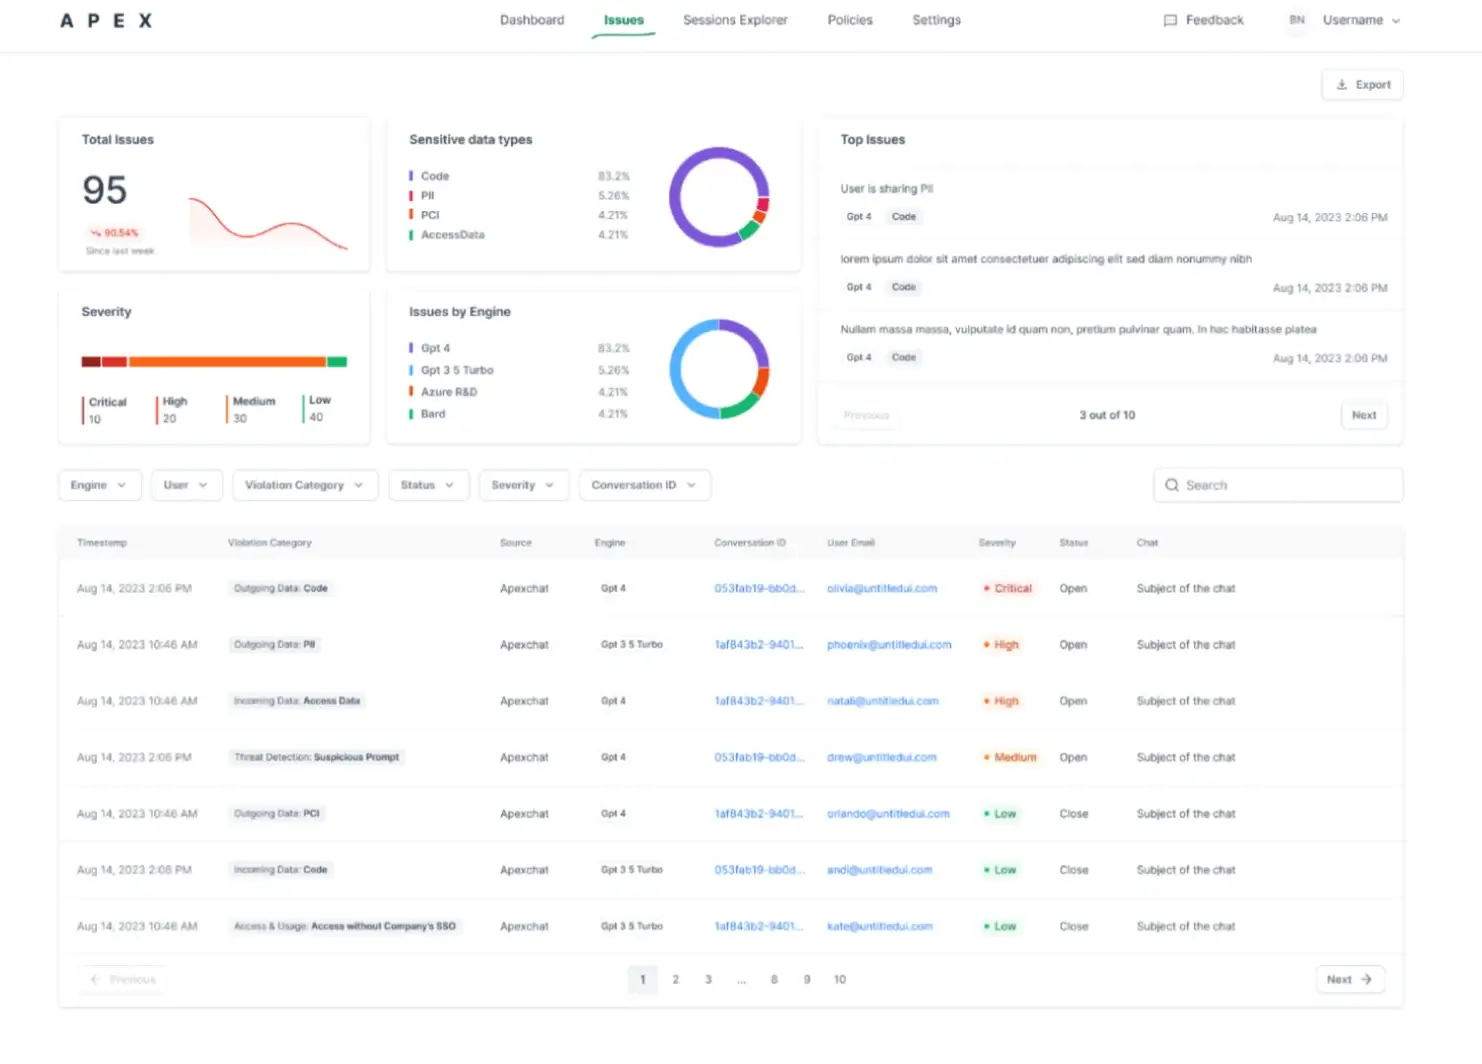 APEX
Dashboard
Issues
Sessions Explorer
Policies
Settings
Feedback
BN
Username
Export
Total Issues
95
90.54%
Since last week
Sensitive data types
Code 83.2%
PII 5.26%
PCI 4.21%
AccessData 4.21%
Top Issues
User is sharing PII
Gpt 4 Code Aug 14, 2023 2:06 PM
lorem ipsum dolor sit amet consectetuer adipiscing elit sed diam nonummy nibh
Gpt 4 Code Aug 14, 2023 2:06 PM
Nullam massa massa, vulputate id quam non, pretium pulvinar quam. In hac habitasse platea
Gpt 4 Code Aug 14, 2023 2:06 PM
Previous 3 out of 10 Next
Severity
Critical High Medium Low
10 20 30 40
Issues by Engine
Gpt 4 83.2%
Gpt 3 5 Turbo 5.26%
Azure R&D 4.21%
Bard 4.21%
Engine User Violation Category Status Severity Conversation ID Search
Timestemp Violation Category Source Engine Conversation ID User Email Severity Status Chat
Aug 14, 2023 2:06 PM Outgoing Data: Code Apexchat Gpt 4 053fab19-bb0d... olivia@untitledui.com Critical Open Subject of the chat
Aug 14, 2023 10:46 AM Outgoing Data: PII Apexchat Gpt 3 5 Turbo 1af843b2-9401... phoenix@untitledui.com High Open Subject of the chat
Aug 14, 2023 10:46 AM Incoming Data: Access Data Apexchat Gpt 4 1af843b2-9401... natali@untitledui.com High Open Subject of the chat
Aug 14, 2023 2:06 PM Threat Detection: Suspicious Prompt Apexchat Gpt 4 053fab19-bb0d... drew@untitledui.com Medium Open Subject of the chat
Aug 14, 2023 10:46 AM Outgoing Data: PCI Apexchat Gpt 4 1af843b2-9401... orlando@untitledui.com Low Close Subject of the chat
Aug 14, 2023 2:06 PM Incoming Data: Code Apexchat Gpt 3 5 Turbo 053fab19-bb0d... andi@untitledui.com Low Close Subject of the chat
Aug 14, 2023 10:46 AM Access & Usage: Access without Company's SSO Apexchat Gpt 3 5 Turbo 1af843b2-9401... kate@untitledui.com Low Close Subject of the chat
Previous 1 2 3 ... 8 9 10 Next